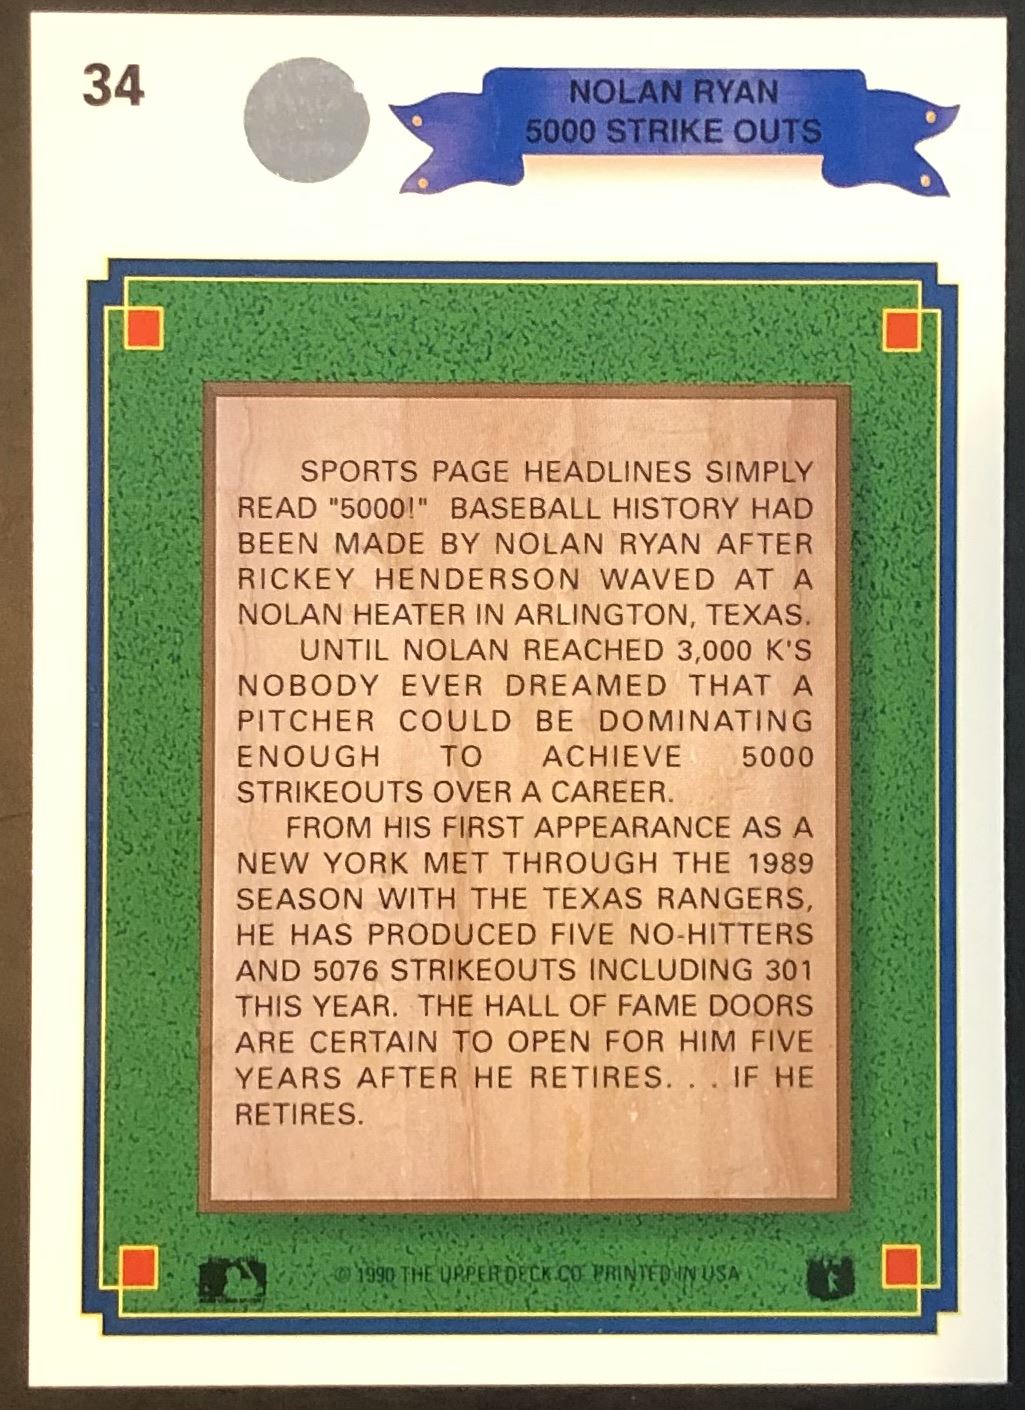 34
NOLAN RYAN
5000 STRIKE OUTS
SPORTS PAGE HEADLINES SIMPLY
READ "5000!" BASEBALL HISTORY HAD
BEEN MADE BY NOLAN RYAN AFTER
RICKEY HENDERSON WAVED AT A
NOLAN HEATER IN ARLINGTON, TEXAS.
UNTIL NOLAN REACHED 3,000 K'S
NOBODY EVER DREAMED THAT A
PITCHER COULD BE DOMINATING
ENOUGH TO ACHIEVE 5000
STRIKEOUTS OVER A CAREER.
FROM HIS FIRST APPEARANCE AS A
NEW YORK MET THROUGH THE 1989
SEASON WITH THE TEXAS RANGERS,
HE HAS PRODUCED FIVE NO-HITTERS
AND 5076 STRIKEOUTS INCLUDING 301
THIS YEAR. THE HALL OF FAME DOORS
ARE CERTAIN TO OPEN FOR HIM FIVE
YEARS AFTER HE RETIRES. . . IF HE
RETIRES.
© 1990 THE UPPER DECK CO. PRINTED IN USA